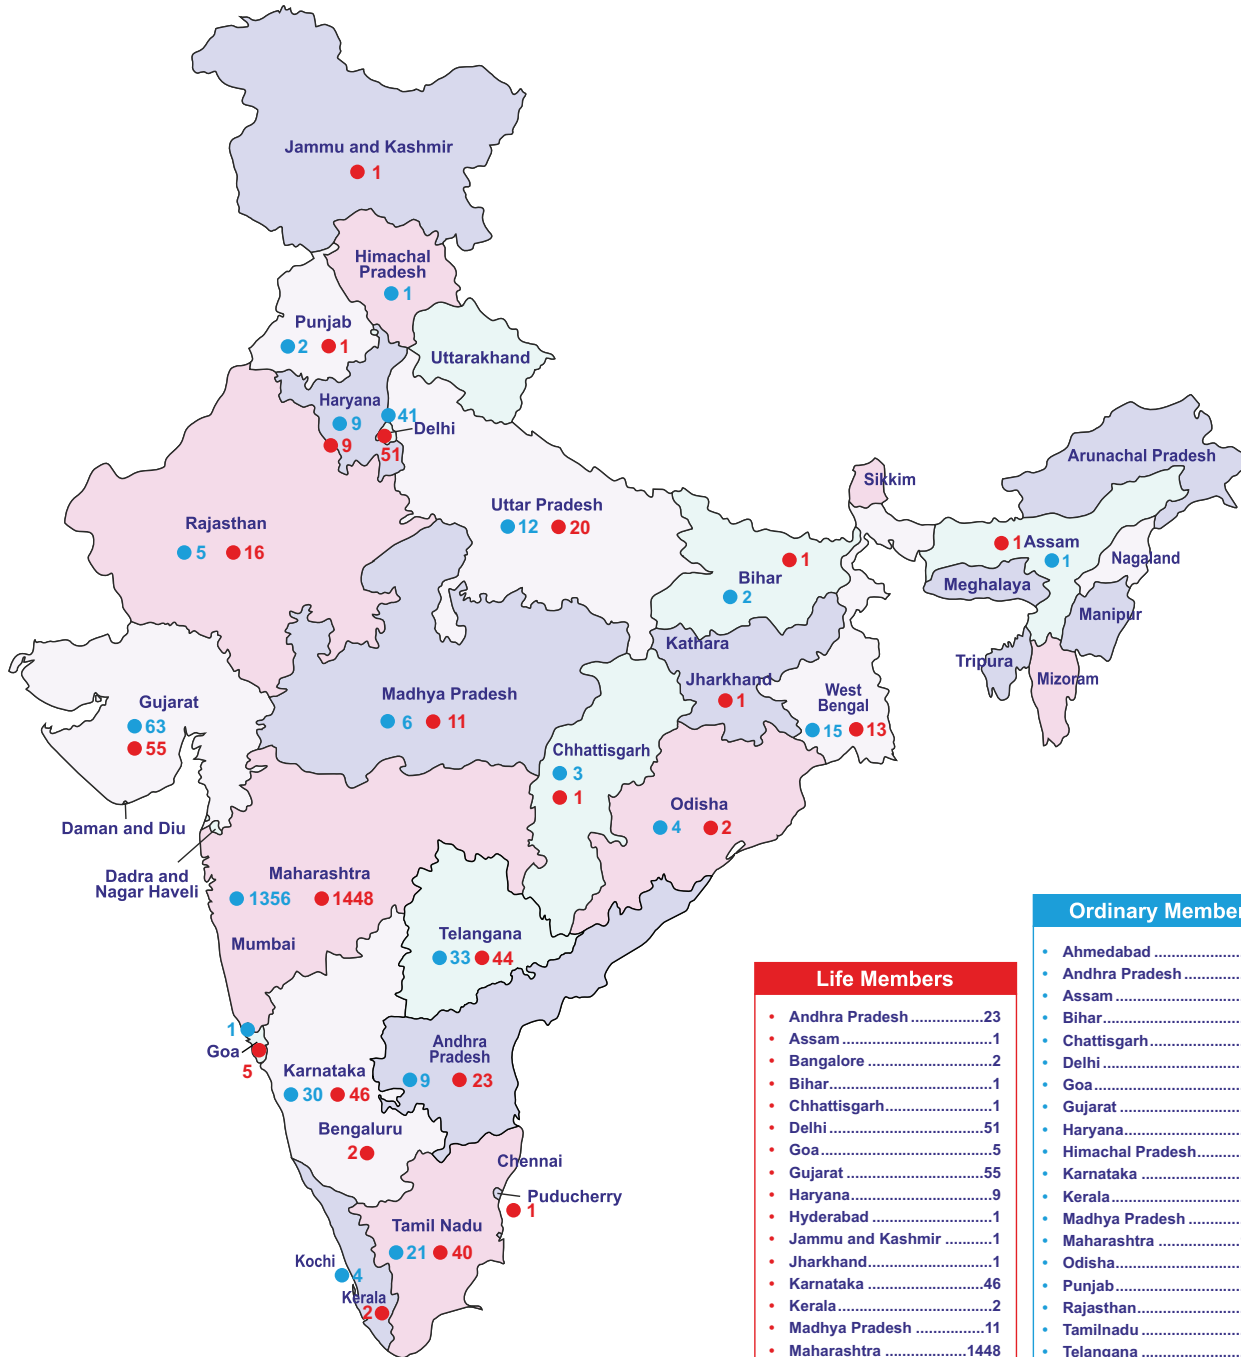 Jammu and Kashmir
1
Himachal
Pradesh
1
Punjab
2 1
Uttarakhand
Haryana
9
9
41
Delhi
51
Uttar Pradesh
12 20
Rajasthan
5 16
Sikkim
Arunachal Pradesh
1 Assam
1
Nagaland
Meghalaya
Manipur
Tripura
Mizoram
1
Bihar
2
Kathara
Jharkhand
1
West
Bengal
15 13
Gujarat
63
55
Madhya Pradesh
6 11
Chhattisgarh
3
1
Odisha
4 2
Daman and Diu
Dadra and
Nagar Haveli
Maharashtra
1356 1448
Mumbai
Telangana
33 44
1
Goa
5
Karnataka
30 46
Andhra
Pradesh
9 23
Bengaluru
2
Chennai
Puducherry
1
Tamil Nadu
21 40
Kochi
4
Kerala
2
Life Members
• Andhra Pradesh ................23
• Assam ..................................1
• Bangalore ............................2
• Bihar.....................................1
• Chhattisgarh........................1
• Delhi ...................................51
• Goa.......................................5
• Gujarat ...............................55
• Haryana................................9
• Hyderabad ...........................1
• Jammu and Kashmir ..........1
• Jharkhand............................1
• Karnataka ..........................46
• Kerala...................................2
• Madhya Pradesh ...............11
• Maharashtra ..................1448
Ordinary Member
• Ahmedabad ....................
• Andhra Pradesh .............
• Assam .............................
• Bihar................................
• Chattisgarh.....................
• Delhi ................................
• Goa..................................
• Gujarat ............................
• Haryana...........................
• Himachal Pradesh..........
• Karnataka .......................
• Kerala..............................
• Madhya Pradesh ............
• Maharashtra ...................
• Odisha.............................
• Punjab.............................
• Rajasthan........................
• Tamilnadu .......................
• Telangana .......................